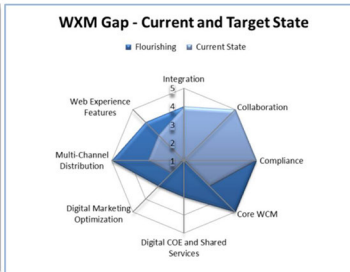 WXM Gap - Current and Target State
Flourishing Current State
Integration
5
4
3
2
1
Collaboration
Compliance
Core WCM
Digital COE and Shared
Services
Digital Marketing
Optimization
Multi-Channel
Distribution
Web Experience
Features